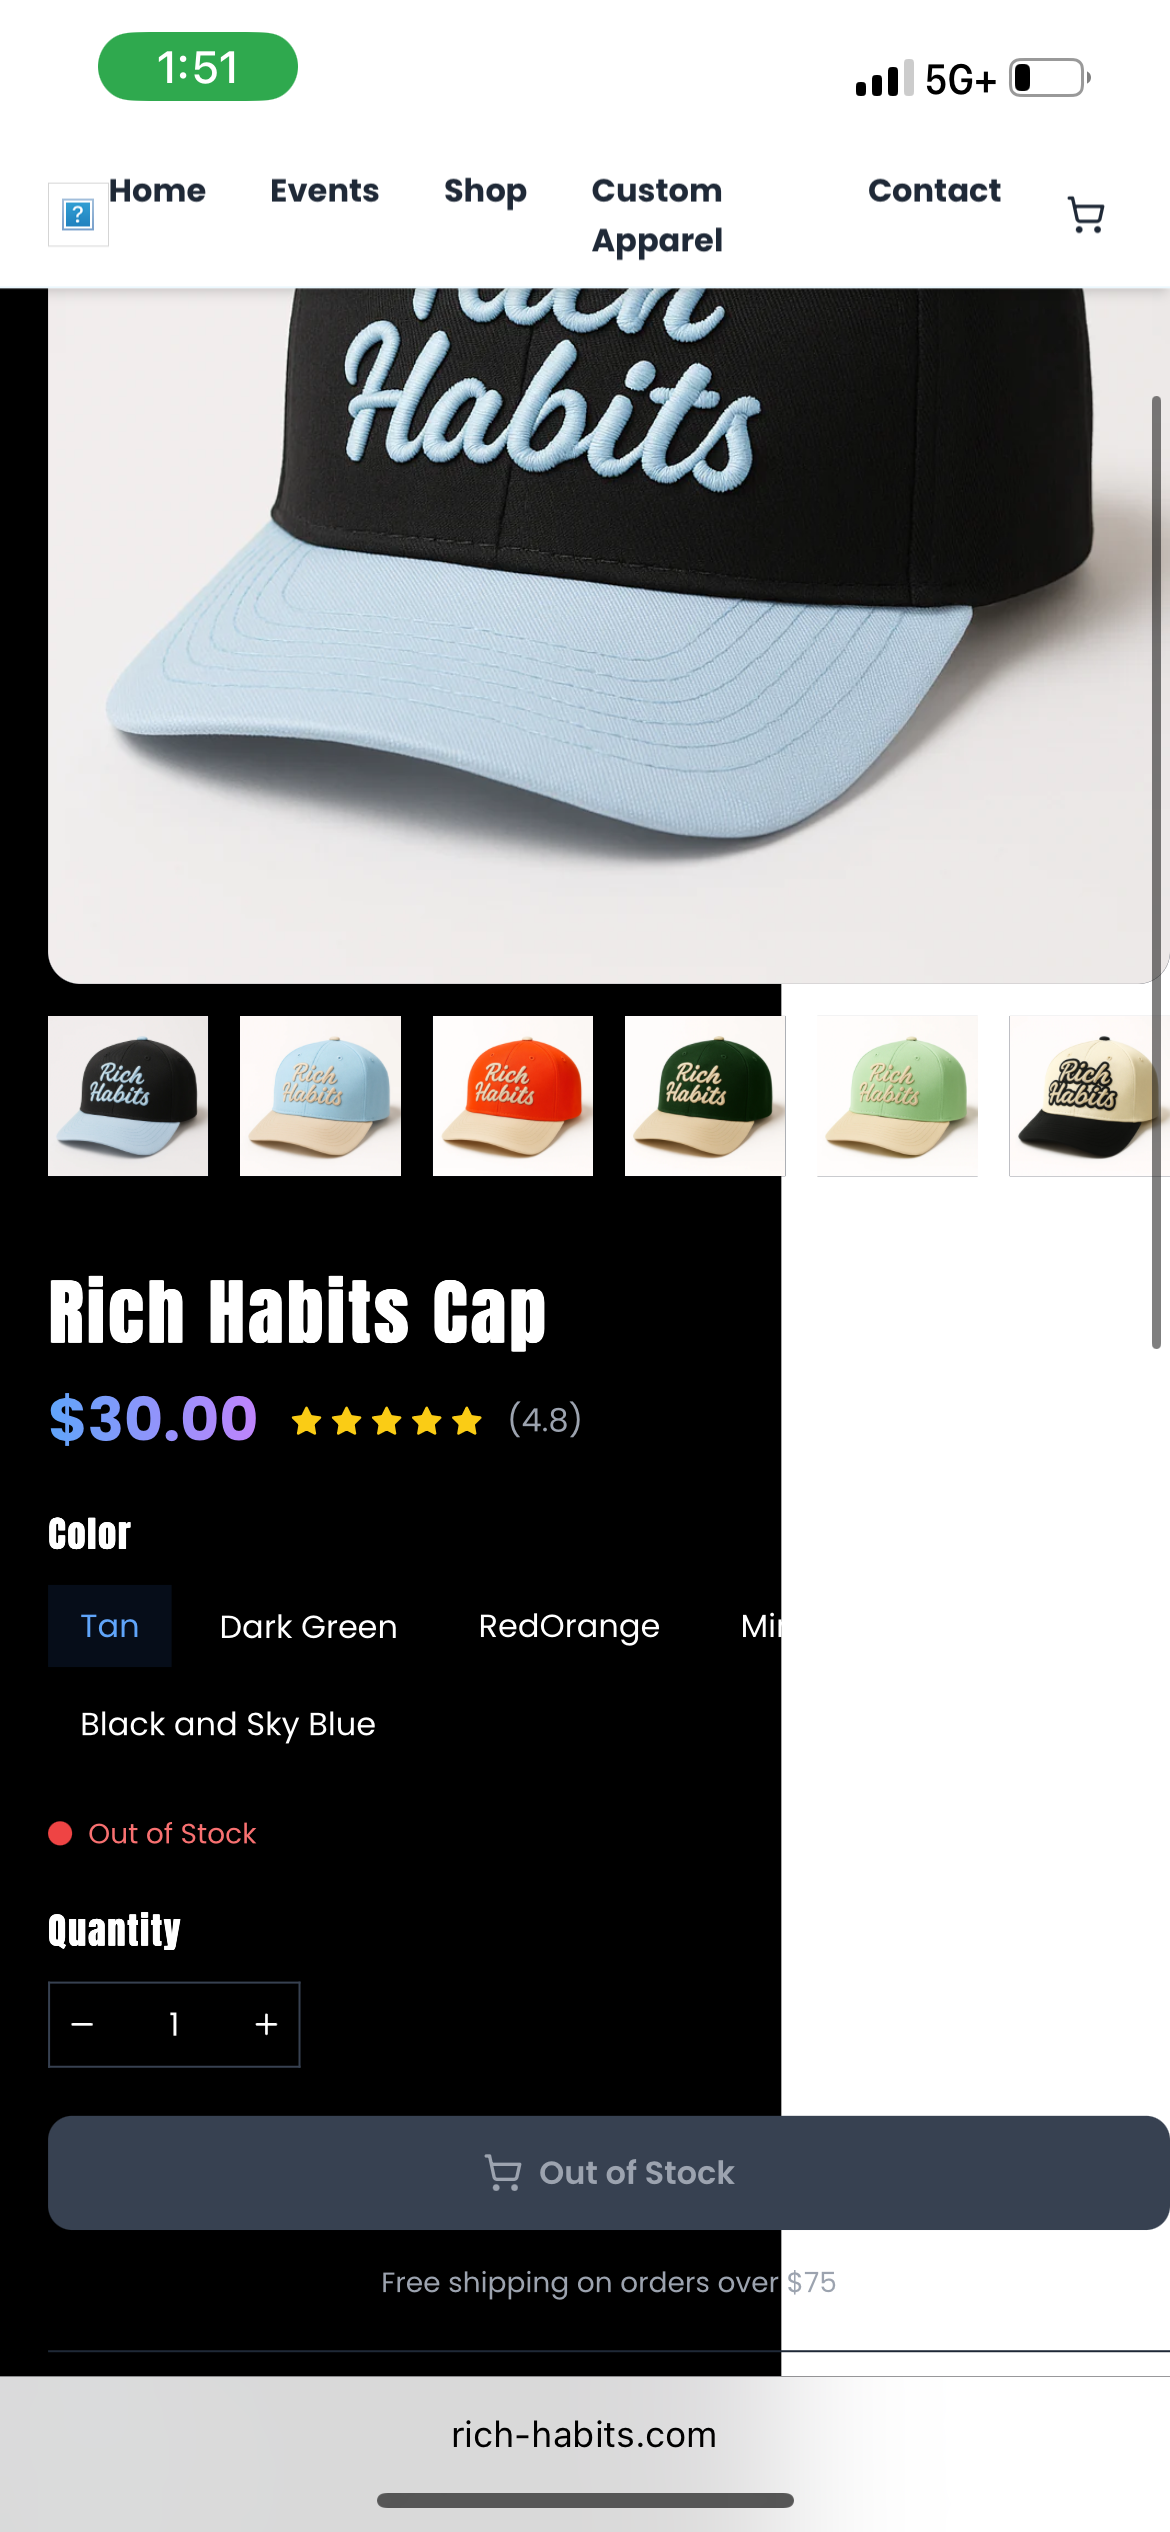 1:51
5G+
Home Events Shop Custom Apparel Contact
Rich
Habits
Rich Habits
Rich Habits
Rich Habits
Rich Habits
Rich Habits
Rich Habits
Rich Habits Cap
$30.00 (4.8)
Color
Tan Dark Green RedOrange
Black and Sky Blue
Out of Stock
Quantity
− 1 +
Out of Stock
Free shipping on orders over $75
rich-habits.com